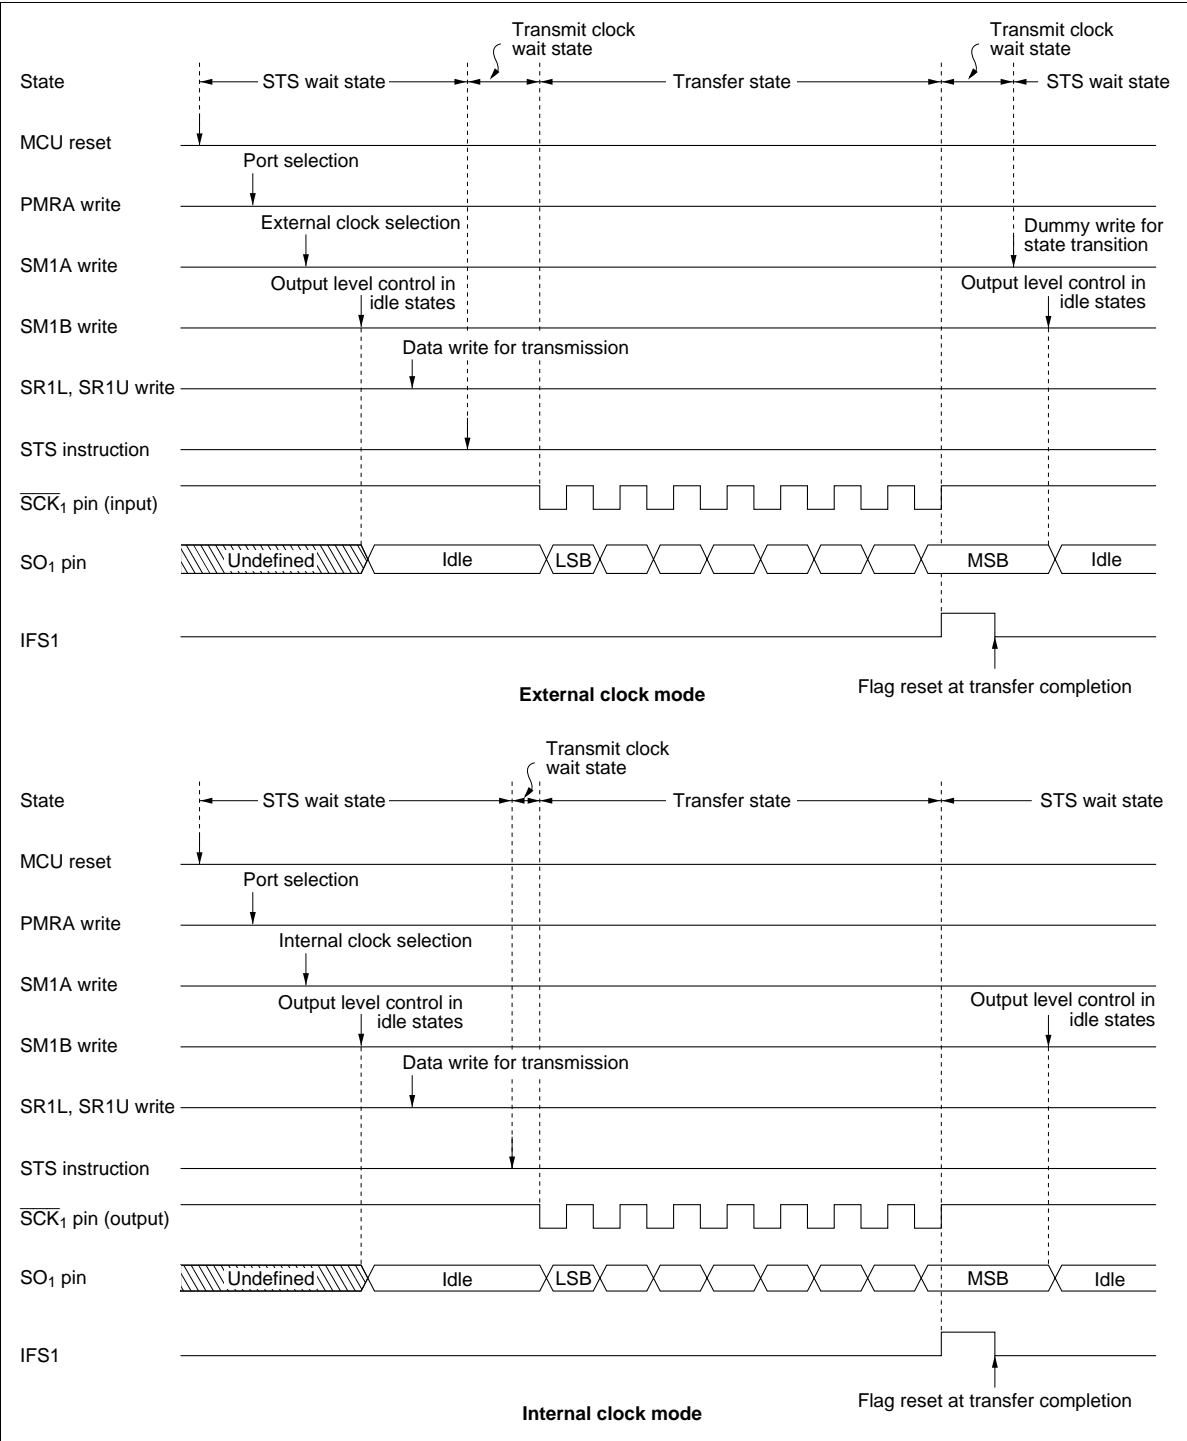 Transmit clock
wait state
Transmit clock
wait state
State
STS wait state
Transfer state
STS wait state
MCU reset
Port selection
PMRA write
External clock selection
Dummy write for
state transition
SM1A write
Output level control in
idle states
Output level control in
idle states
SM1B write
Data write for transmission
SR1L, SR1U write
STS instruction
SCK1 pin (input)
SO1 pin
Undefined
Idle
LSB
MSB
Idle
IFS1
Flag reset at transfer completion
External clock mode
Transmit clock
wait state
State
STS wait state
Transfer state
STS wait state
MCU reset
Port selection
PMRA write
Internal clock selection
SM1A write
Output level control in
idle states
Output level control in
idle states
SM1B write
Data write for transmission
SR1L, SR1U write
STS instruction
SCK1 pin (output)
SO1 pin
Undefined
Idle
LSB
MSB
Idle
IFS1
Flag reset at transfer completion
Internal clock mode